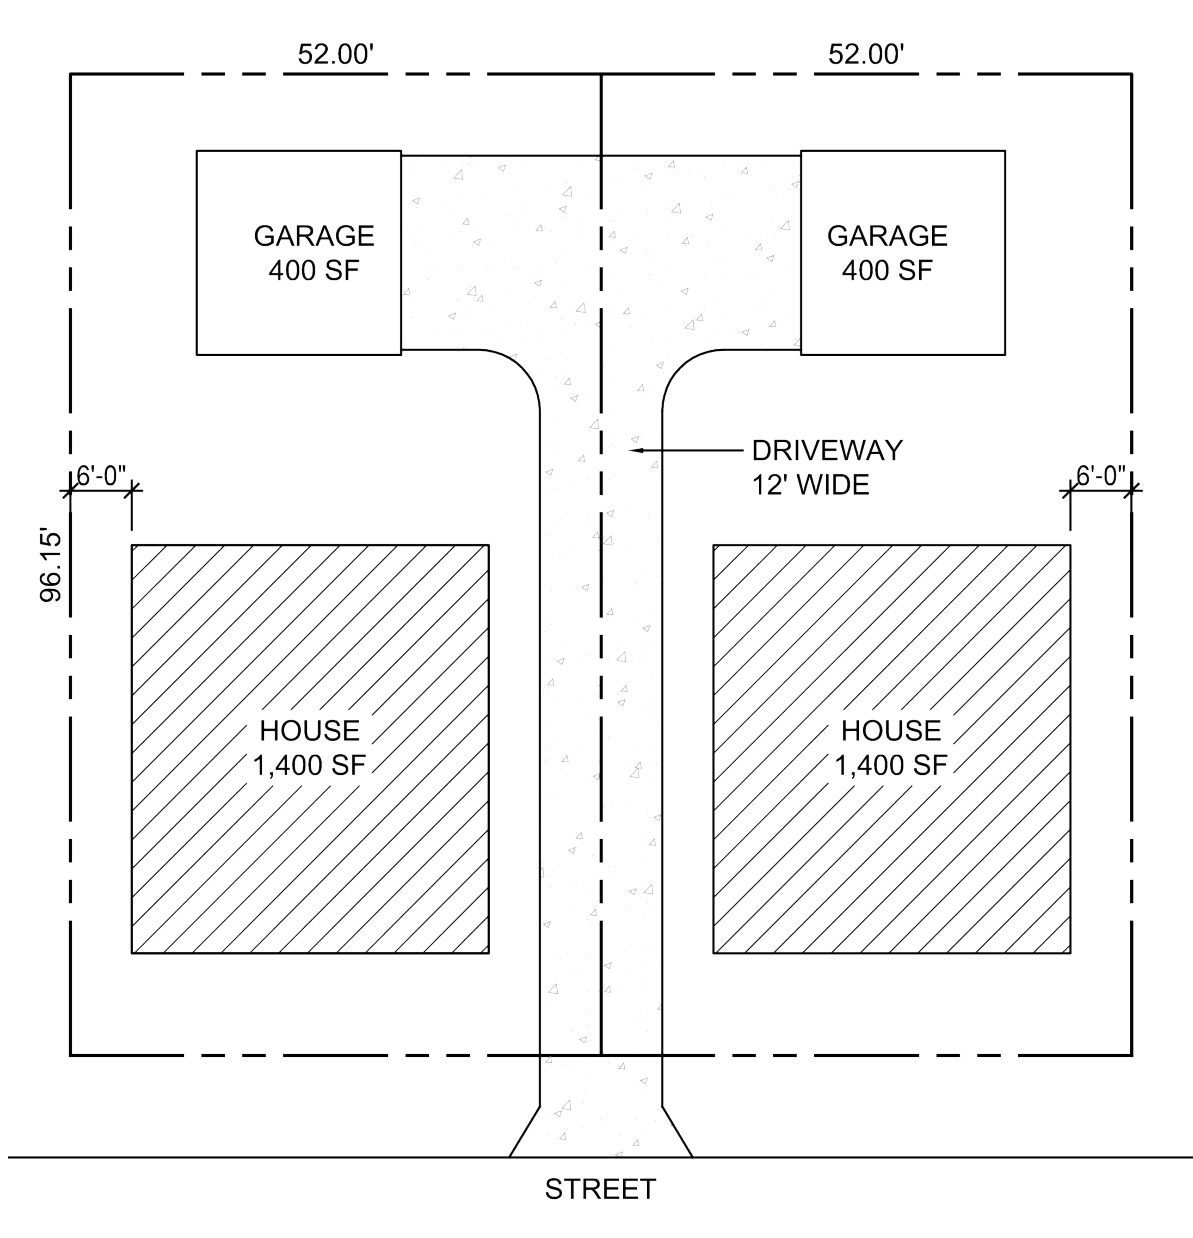 52.00'
52.00'
GARAGE
400 SF
GARAGE
400 SF
DRIVEWAY
12' WIDE
6'-0"
6'-0"
96.15'
HOUSE
1,400 SF
HOUSE
1,400 SF
STREET